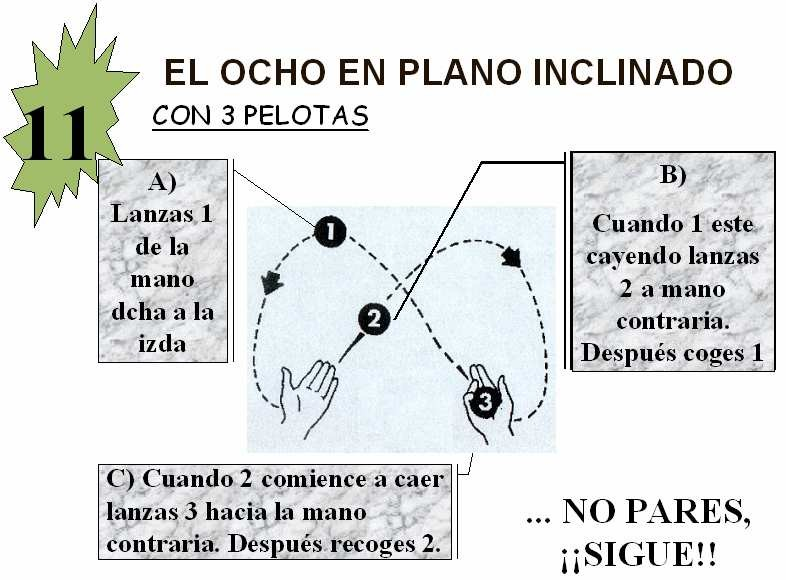 11
EL OCHO EN PLANO INCLINADO
CON 3 PELOTAS
A)
Lanzas 1
de la
mano
dcha a la
izda
B)
Cuando 1 este
cayendo lanzas
2 a mano
contraria.
Después coges 1
1
2
3
C) Cuando 2 comience a caer
lanzas 3 hacia la mano
contraria. Después recoges 2.
... NO PARES,
¡¡SIGUE!!